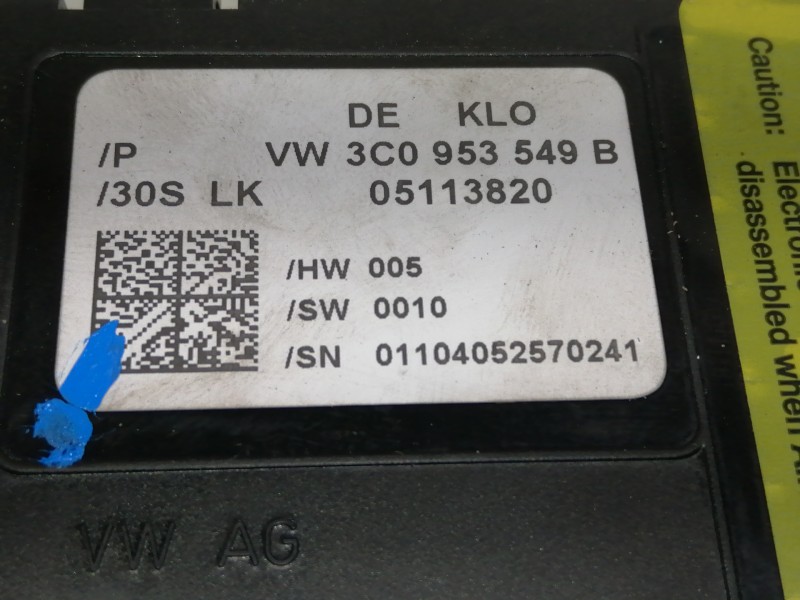 DE KLO
/P VW 3C0 953 549 B
/30S LK 05113820
/HW 005
/SW 0010
/SN 01104052570241
VW AG
Caution: Electronic
disassembled when